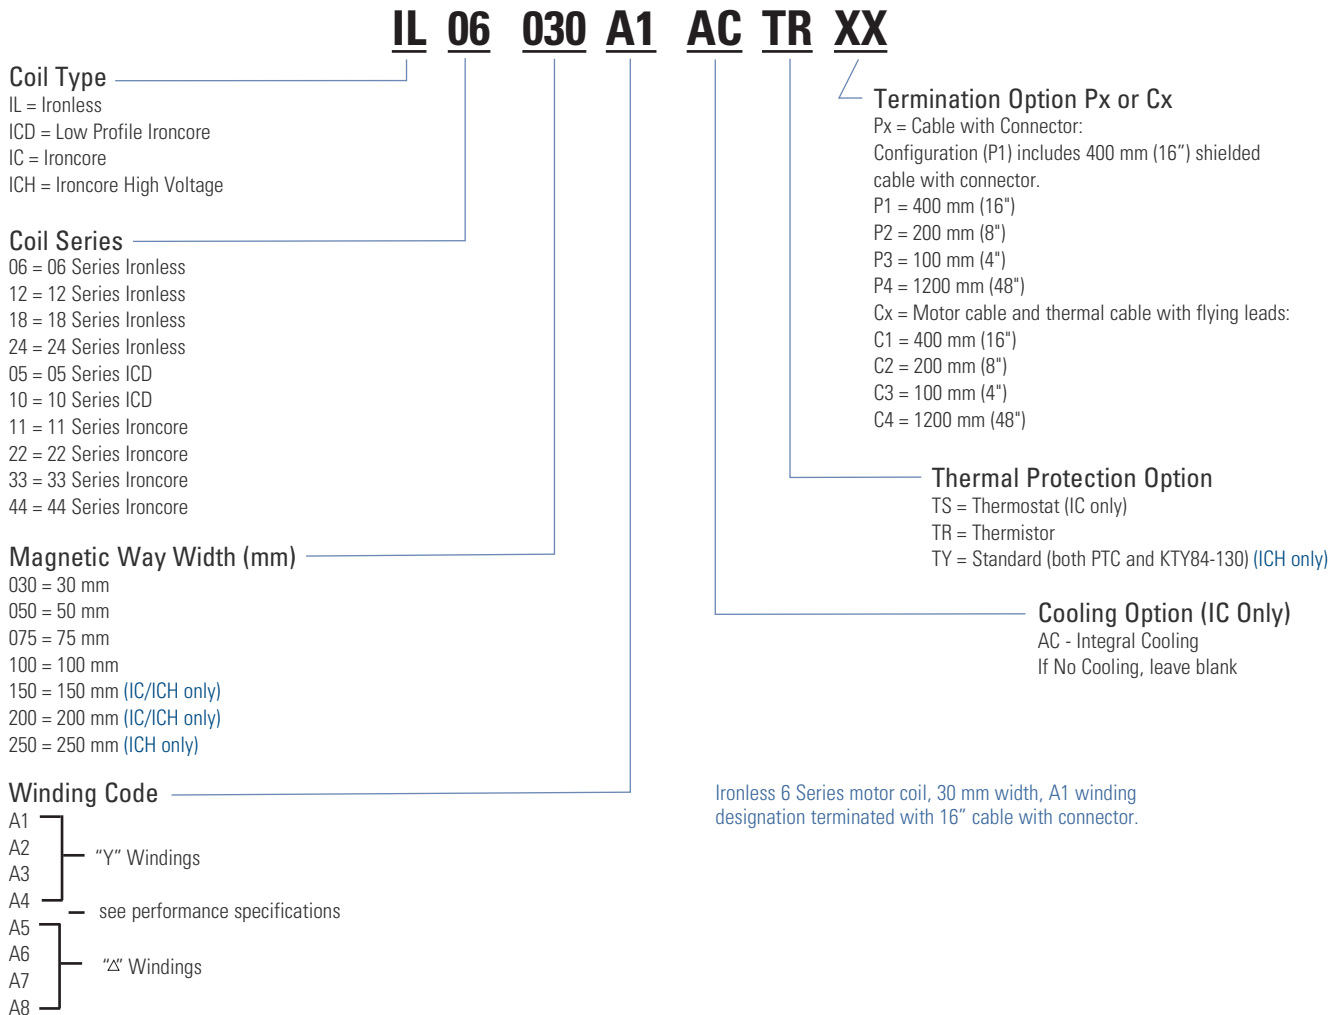 IL 06 030 A1 AC TR XX
Coil Type
IL = Ironless
ICD = Low Profile Ironcore
IC = Ironcore
ICH = Ironcore High Voltage
Coil Series
06 = 06 Series Ironless
12 = 12 Series Ironless
18 = 18 Series Ironless
24 = 24 Series Ironless
05 = 05 Series ICD
10 = 10 Series ICD
11 = 11 Series Ironcore
22 = 22 Series Ironcore
33 = 33 Series Ironcore
44 = 44 Series Ironcore
Magnetic Way Width (mm)
030 = 30 mm
050 = 50 mm
075 = 75 mm
100 = 100 mm
150 = 150 mm (IC/ICH only)
200 = 200 mm (IC/ICH only)
250 = 250 mm (ICH only)
Winding Code
A1
A2
A3
A4
"Y" Windings
see performance specifications
A5
A6
A7
A8
"Δ" Windings
Termination Option Px or Cx
Px = Cable with Connector:
Configuration (P1) includes 400 mm (16”) shielded
cable with connector.
P1 = 400 mm (16")
P2 = 200 mm (8")
P3 = 100 mm (4")
P4 = 1200 mm (48")
Cx = Motor cable and thermal cable with flying leads:
C1 = 400 mm (16")
C2 = 200 mm (8")
C3 = 100 mm (4")
C4 = 1200 mm (48")
Thermal Protection Option
TS = Thermostat (IC only)
TR = Thermistor
TY = Standard (both PTC and KTY84-130) (ICH only)
Cooling Option (IC Only)
AC - Integral Cooling
If No Cooling, leave blank
Ironless 6 Series motor coil, 30 mm width, A1 winding
designation terminated with 16” cable with connector.